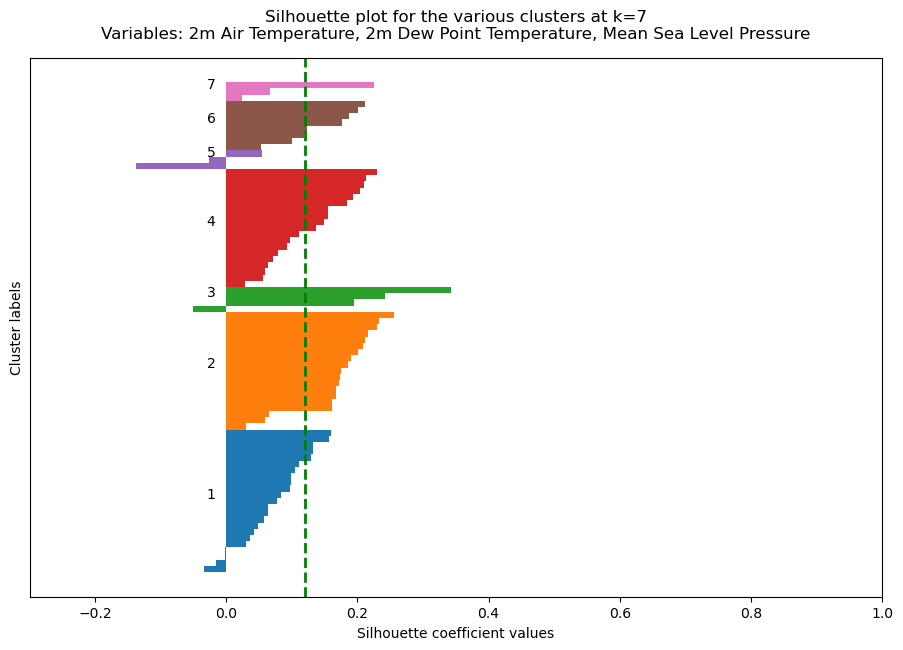 Silhouette plot for the various clusters at k=7
Variables: 2m Air Temperature, 2m Dew Point Temperature, Mean Sea Level Pressure
Cluster labels
7
6
5
4
3
2
1
−0.2 0.0 0.2 0.4 0.6 0.8 1.0
Silhouette coefficient values